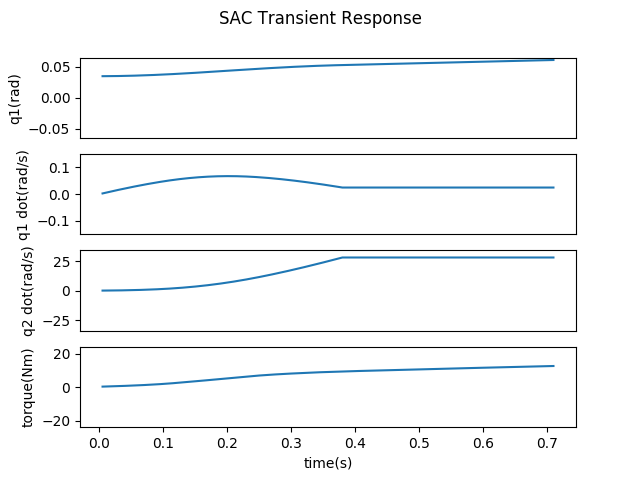 SAC Transient Response
q1(rad)
0.05
0.00
−0.05
q1 dot(rad/s)
0.1
0.0
−0.1
q2 dot(rad/s)
25
0
−25
torque(Nm)
20
0
−20
0.0 0.1 0.2 0.3 0.4 0.5 0.6 0.7
time(s)